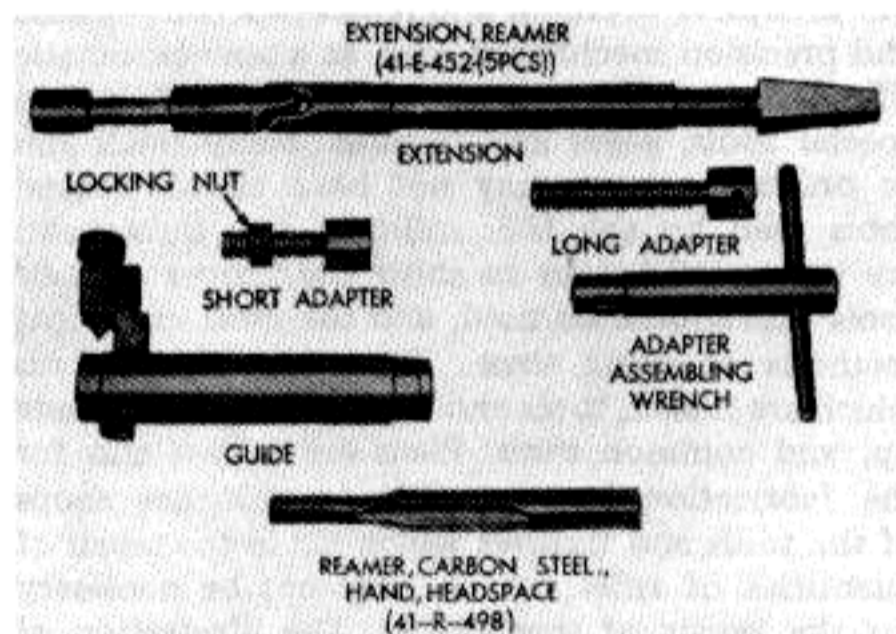 EXTENSION, REAMER
(41-E-452-(5PCS))
EXTENSION
LOCKING NUT
LONG ADAPTER
SHORT ADAPTER
ADAPTER
ASSEMBLING
WRENCH
GUIDE
REAMER, CARBON STEEL.,
HAND, HEADSPACE
(41-R-498)